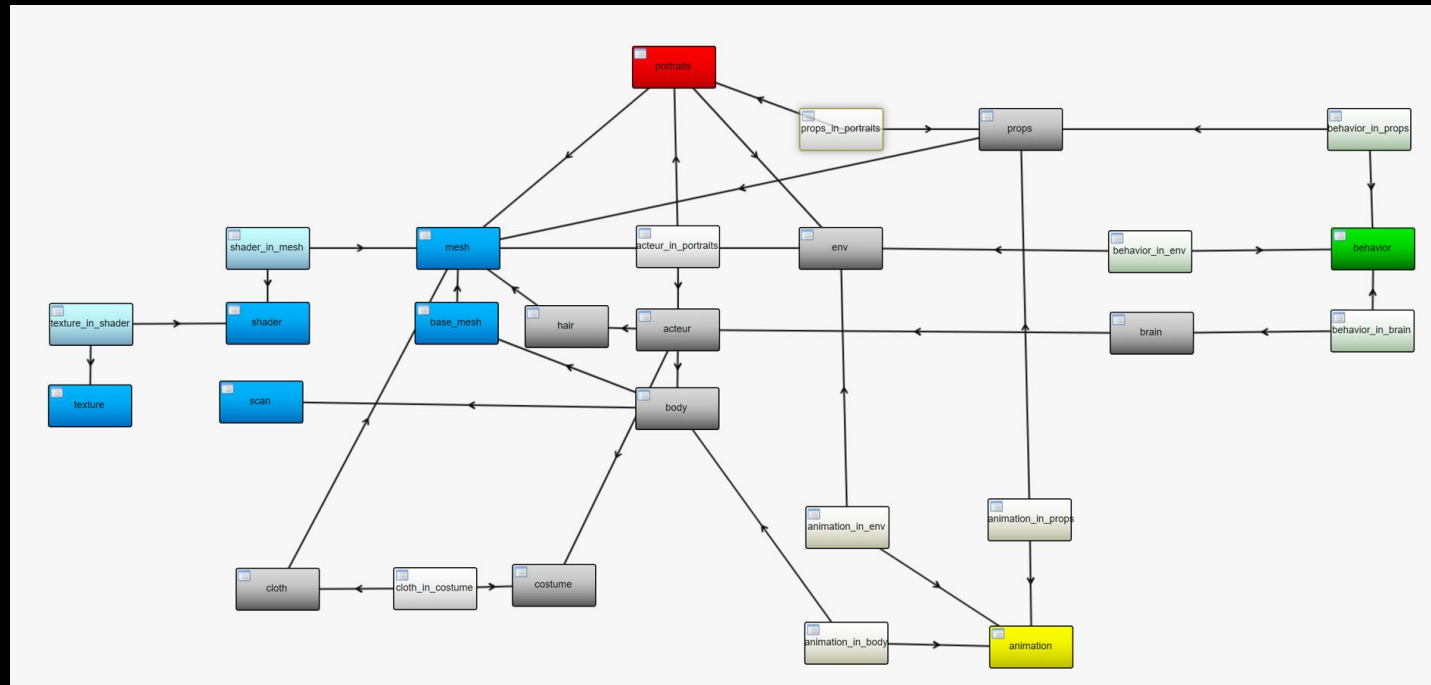 portraits
props_in_portraits
props
behavior_in_props
shader_in_mesh
mesh
acteur_in_portraits
env
behavior_in_env
behavior
texture_in_shader
shader
base_mesh
hair
acteur
brain
behavior_in_brain
texture
scan
body
animation_in_env
animation_in_props
cloth
cloth_in_costume
costume
animation_in_body
animation